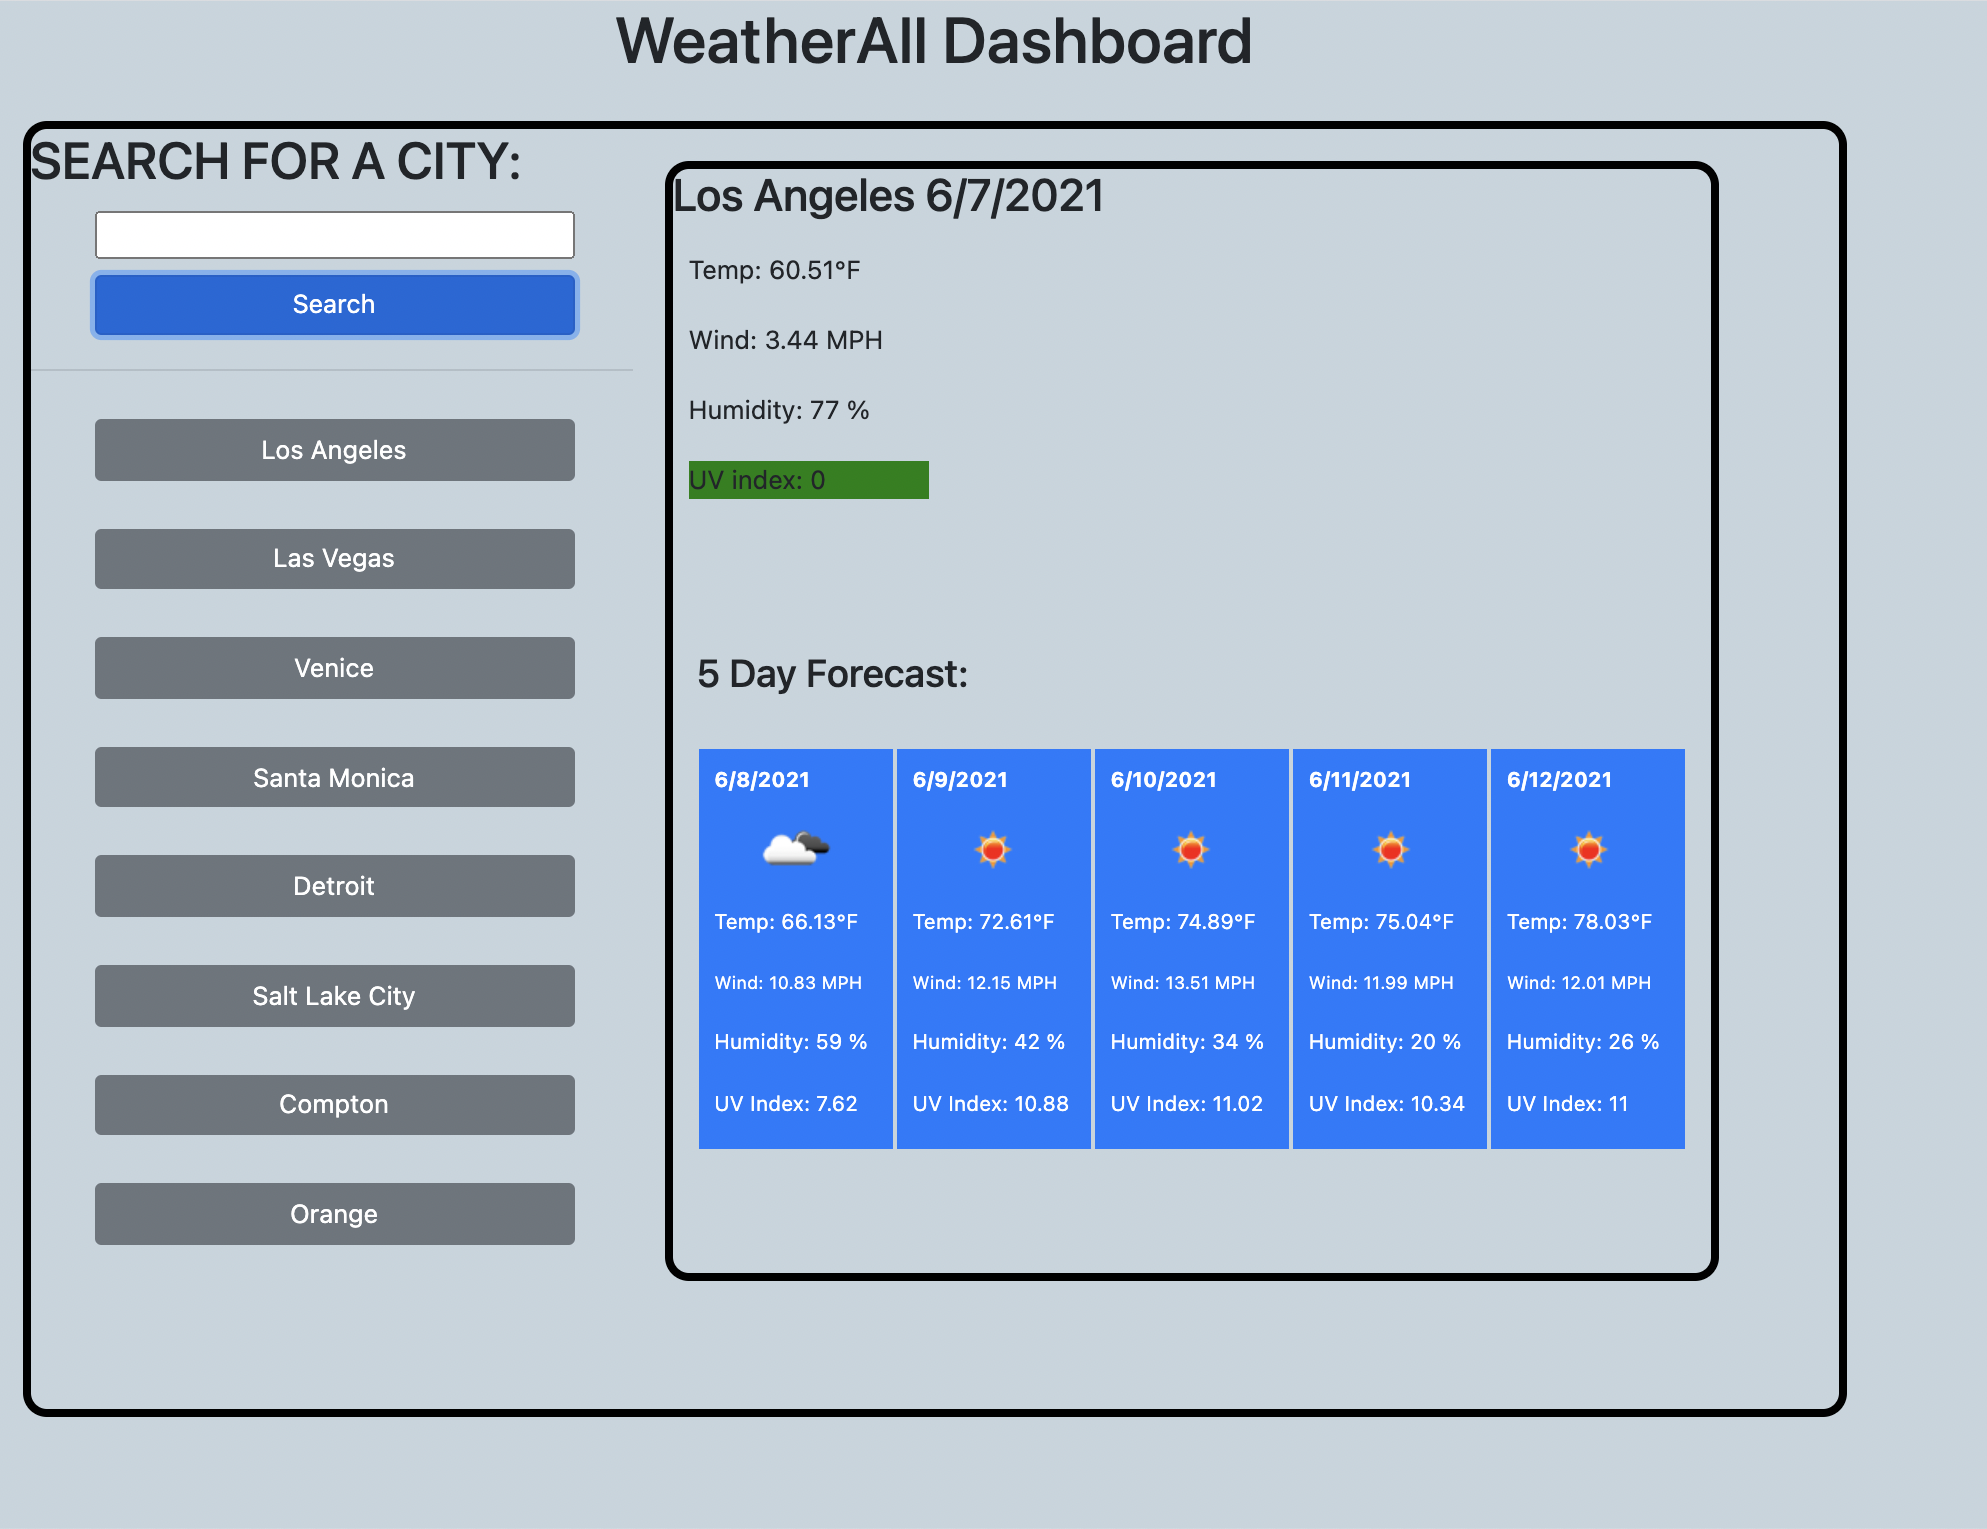 WeatherAll Dashboard
SEARCH FOR A CITY:
Search
Los Angeles
Las Vegas
Venice
Santa Monica
Detroit
Salt Lake City
Compton
Orange
Los Angeles 6/7/2021
Temp: 60.51°F
Wind: 3.44 MPH
Humidity: 77 %
UV index: 0
5 Day Forecast:
6/8/2021
Temp: 66.13°F
Wind: 10.83 MPH
Humidity: 59 %
UV Index: 7.62
6/9/2021
Temp: 72.61°F
Wind: 12.15 MPH
Humidity: 42 %
UV Index: 10.88
6/10/2021
Temp: 74.89°F
Wind: 13.51 MPH
Humidity: 34 %
UV Index: 11.02
6/11/2021
Temp: 75.04°F
Wind: 11.99 MPH
Humidity: 20 %
UV Index: 10.34
6/12/2021
Temp: 78.03°F
Wind: 12.01 MPH
Humidity: 26 %
UV Index: 11